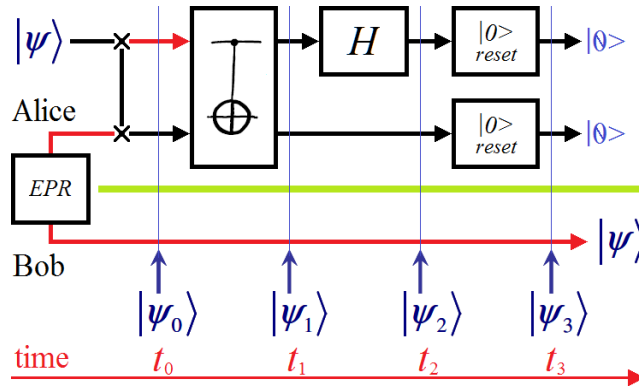 |ψ⟩
H
|0>
reset
|0>
Alice
|0>
reset
|0>
EPR
Bob
|ψ⟩
|ψ₀⟩ |ψ₁⟩ |ψ₂⟩ |ψ₃⟩
time t₀ t₁ t₂ t₃